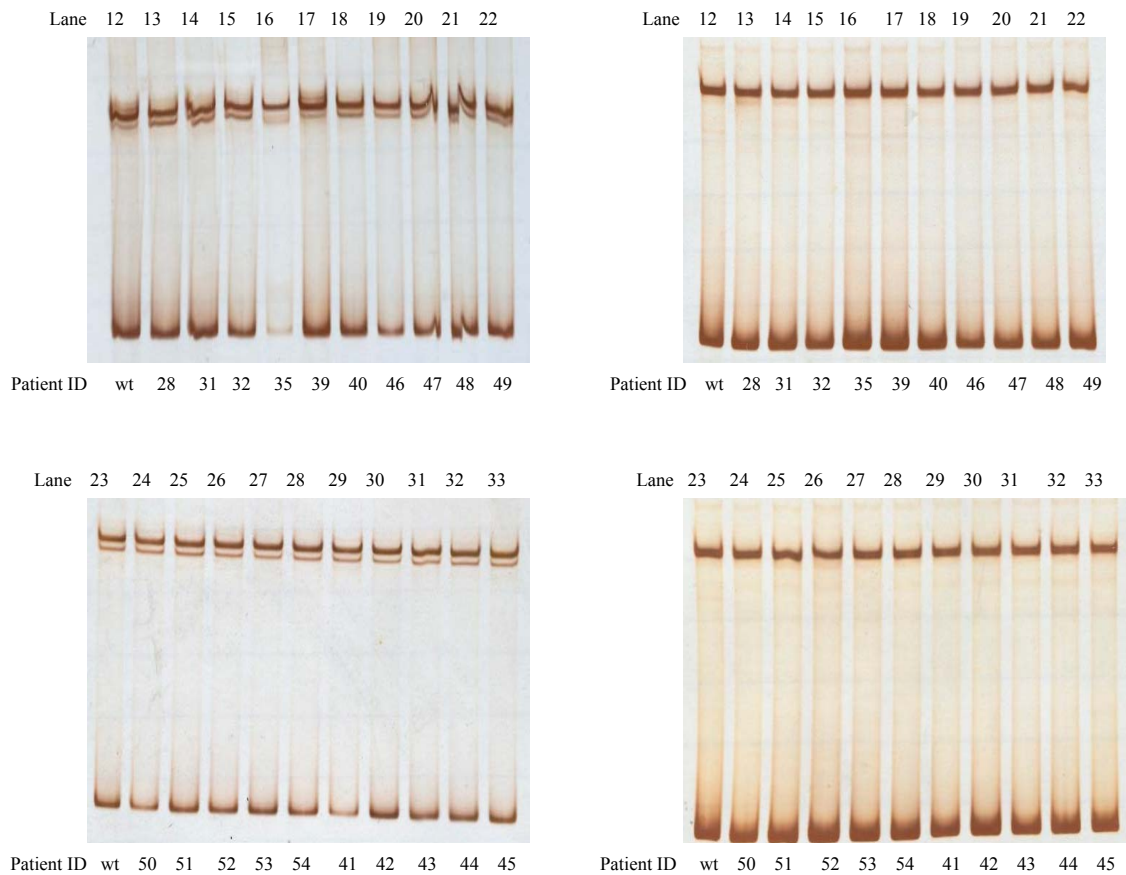 Lane 12 13 14 15 16 17 18 19 20 21 22
Patient ID wt 28 31 32 35 39 40 46 47 48 49
Lane 12 13 14 15 16 17 18 19 20 21 22
Patient ID wt 28 31 32 35 39 40 46 47 48 49
Lane 23 24 25 26 27 28 29 30 31 32 33
Patient ID wt 50 51 52 53 54 41 42 43 44 45
Lane 23 24 25 26 27 28 29 30 31 32 33
Patient ID wt 50 51 52 53 54 41 42 43 44 45